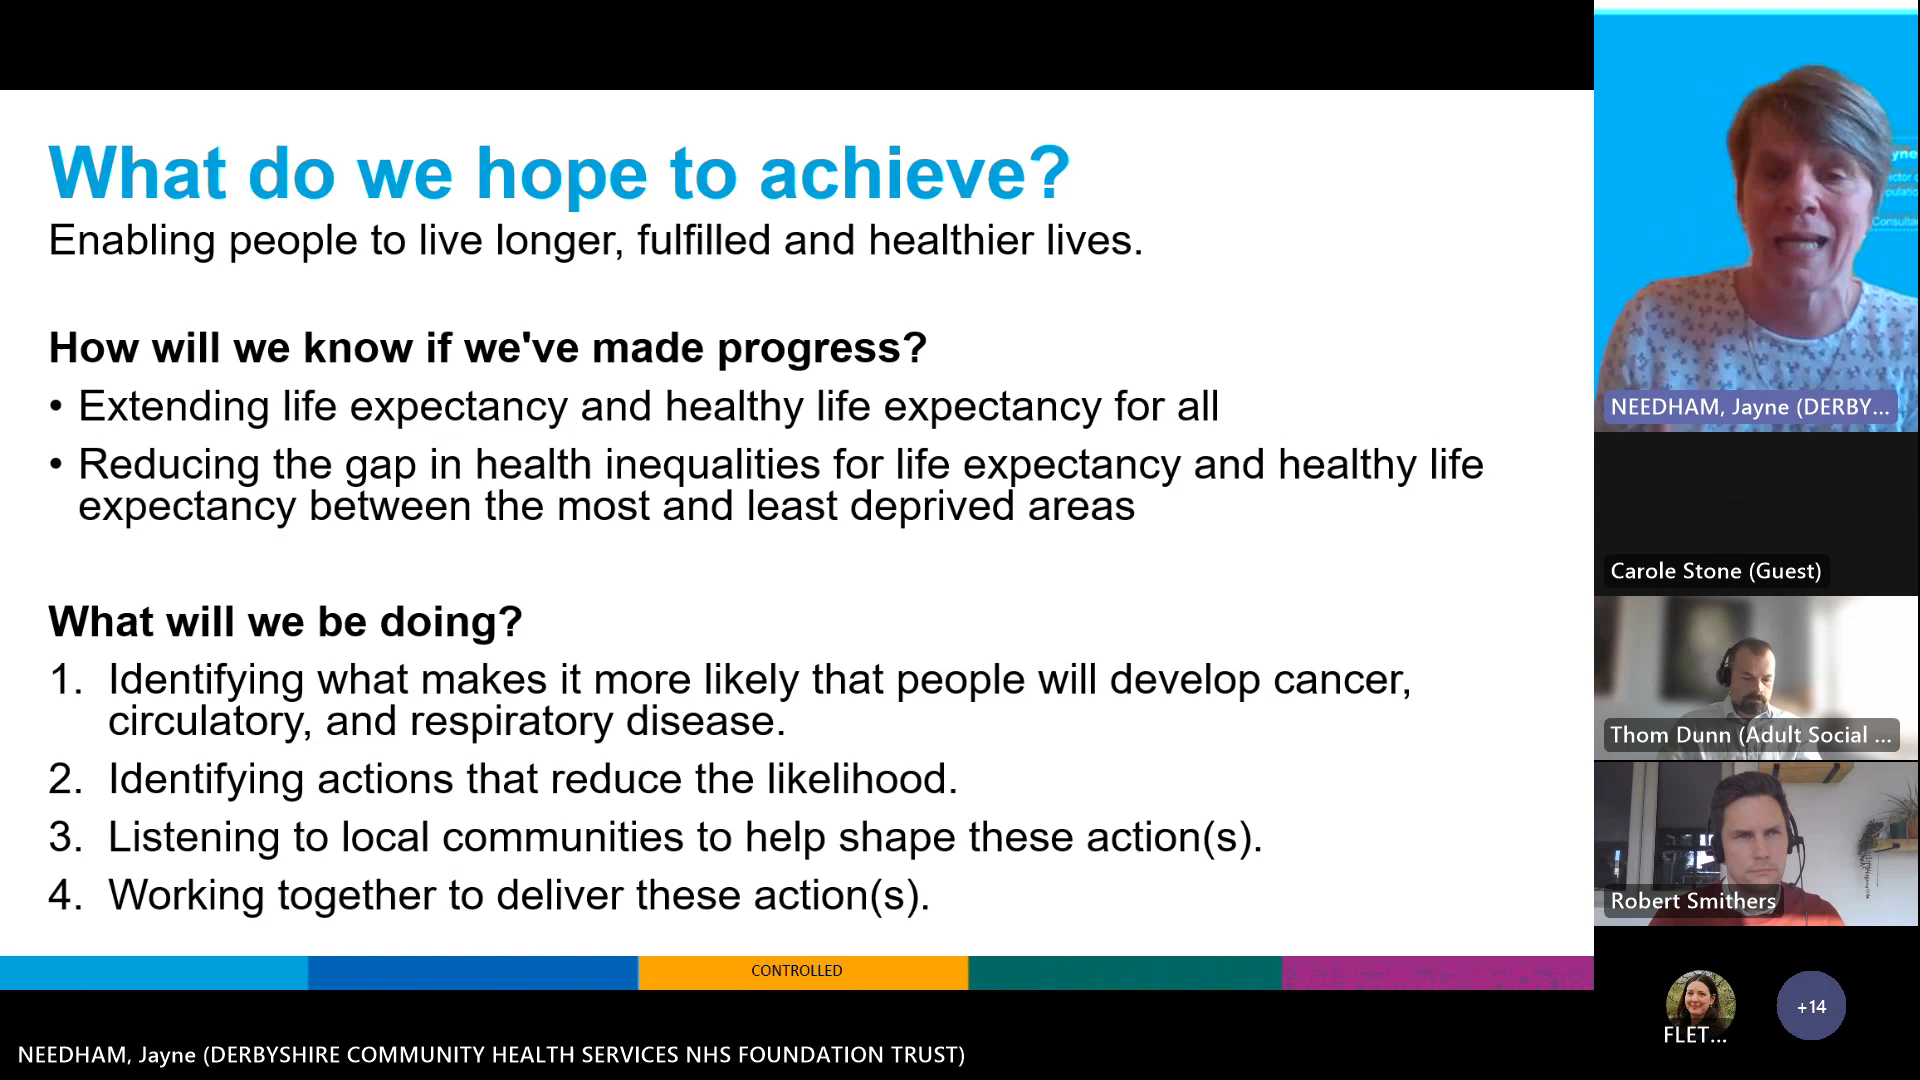 What do we hope to achieve?
Enabling people to live longer, fulfilled and healthier lives.
How will we know if we've made progress?
• Extending life expectancy and healthy life expectancy for all
• Reducing the gap in health inequalities for life expectancy and healthy life
expectancy between the most and least deprived areas
What will we be doing?
1. Identifying what makes it more likely that people will develop cancer,
circulatory, and respiratory disease.
2. Identifying actions that reduce the likelihood.
3. Listening to local communities to help shape these action(s).
4. Working together to deliver these action(s).
CONTROLLED
NEEDHAM, Jayne (DERBYSHIRE COMMUNITY HEALTH SERVICES NHS FOUNDATION TRUST)
NEEDHAM, Jayne (DERBY...
Carole Stone (Guest)
Thom Dunn (Adult Social ...
Robert Smithers
FLET...
+14